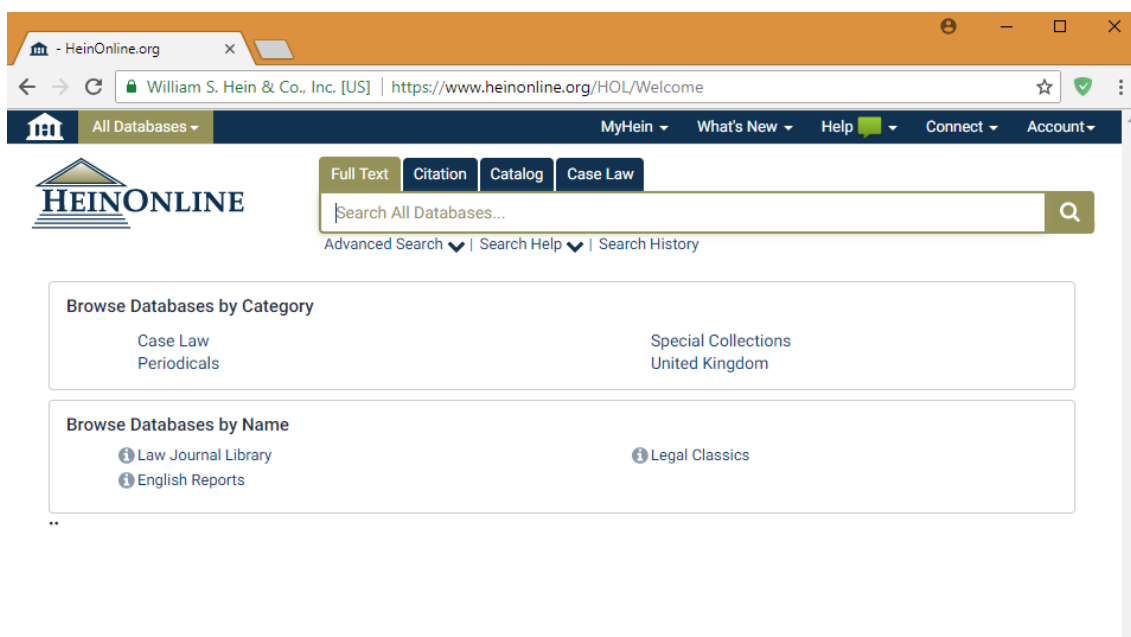 - HeinOnline.org
William S. Hein & Co., Inc. [US] | https://www.heinonline.org/HOL/Welcome
All Databases MyHein What's New Help Connect Account
HEINONLINE
Full Text Citation Catalog Case Law
Search All Databases...
Advanced Search | Search Help | Search History
Browse Databases by Category
Case Law Special Collections
Periodicals United Kingdom
Browse Databases by Name
Law Journal Library Legal Classics
English Reports
..